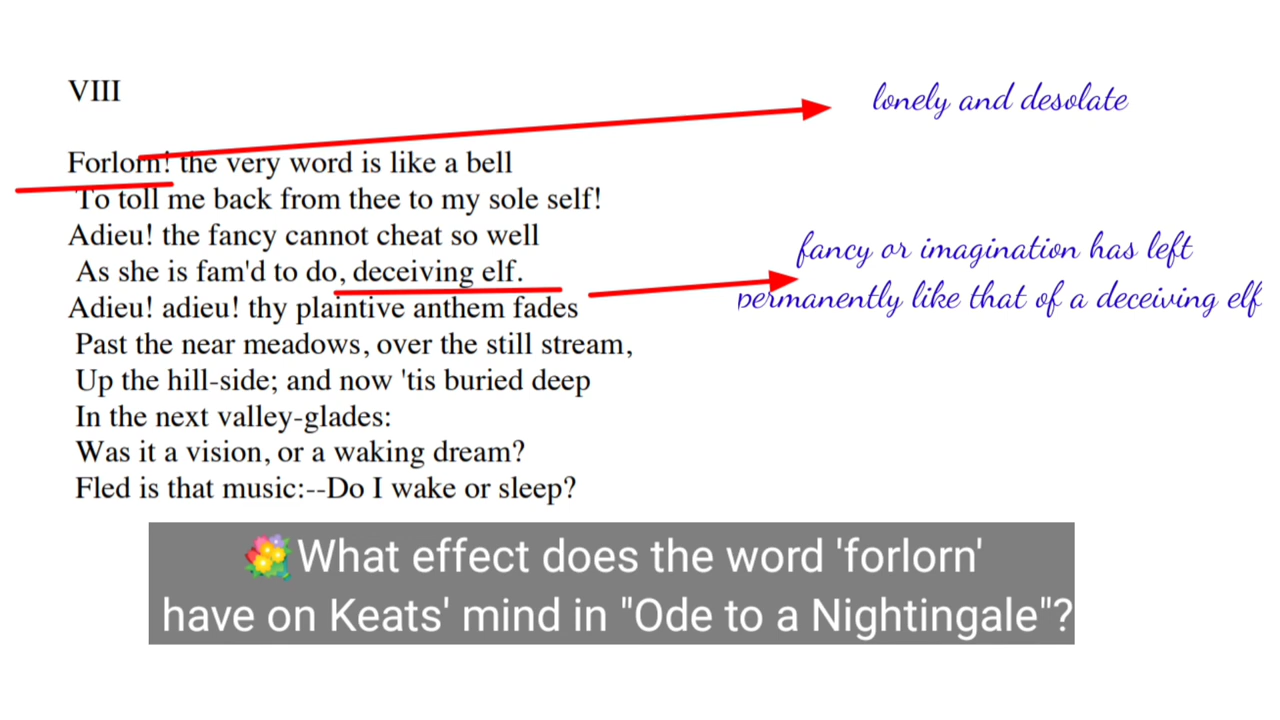 VIII
lonely and desolate
Forlorn! the very word is like a bell
To toll me back from thee to my sole self!
Adieu! the fancy cannot cheat so well
As she is fam'd to do, deceiving elf.
Adieu! adieu! thy plaintive anthem fades
Past the near meadows, over the still stream,
Up the hill-side; and now 'tis buried deep
In the next valley-glades:
Was it a vision, or a waking dream?
Fled is that music:--Do I wake or sleep?
fancy or imagination has left
permanently like that of a deceiving elf
💐What effect does the word 'forlorn'
have on Keats' mind in "Ode to a Nightingale"?